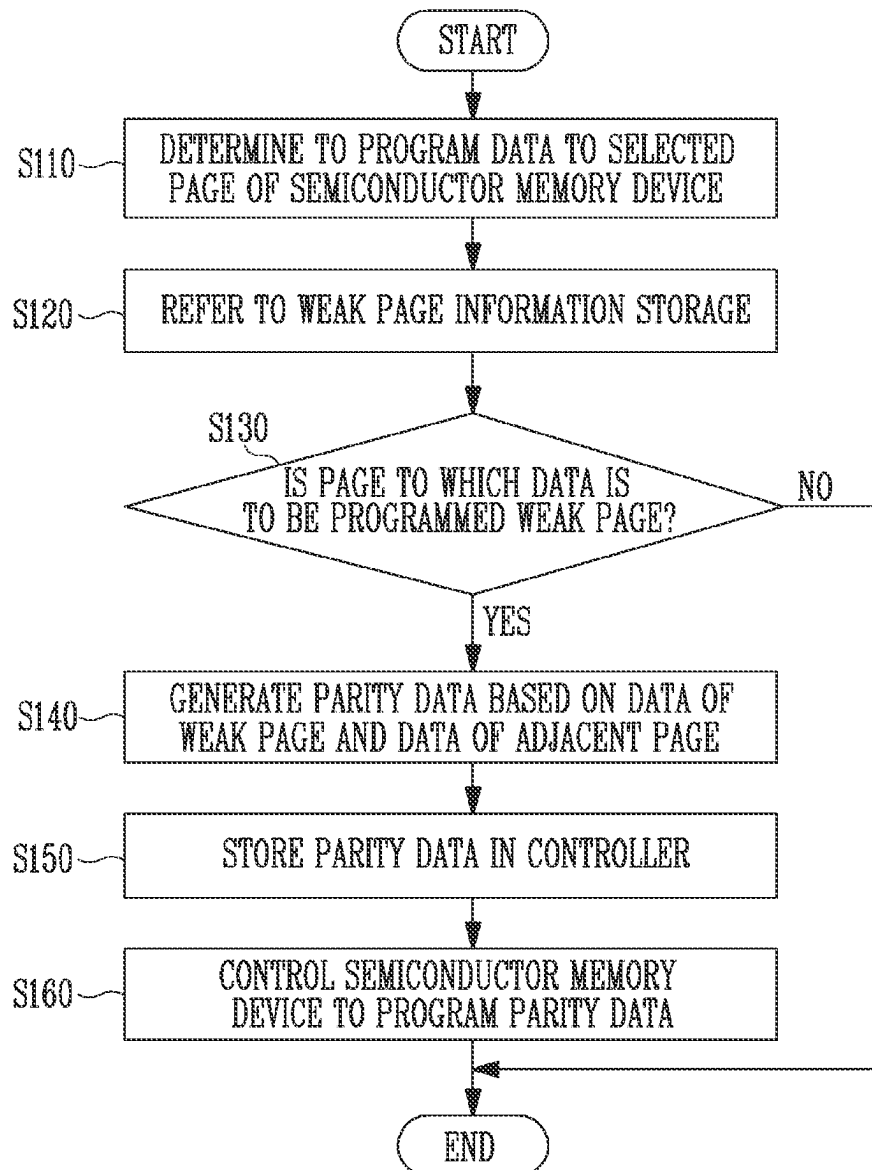 START
S110
DETERMINE TO PROGRAM DATA TO SELECTED
PAGE OF SEMICONDUCTOR MEMORY DEVICE
S120
REFER TO WEAK PAGE INFORMATION STORAGE
S130
IS PAGE TO WHICH DATA IS
TO BE PROGRAMMED WEAK PAGE?
NO
YES
S140
GENERATE PARITY DATA BASED ON DATA OF
WEAK PAGE AND DATA OF ADJACENT PAGE
S150
STORE PARITY DATA IN CONTROLLER
S160
CONTROL SEMICONDUCTOR MEMORY
DEVICE TO PROGRAM PARITY DATA
END